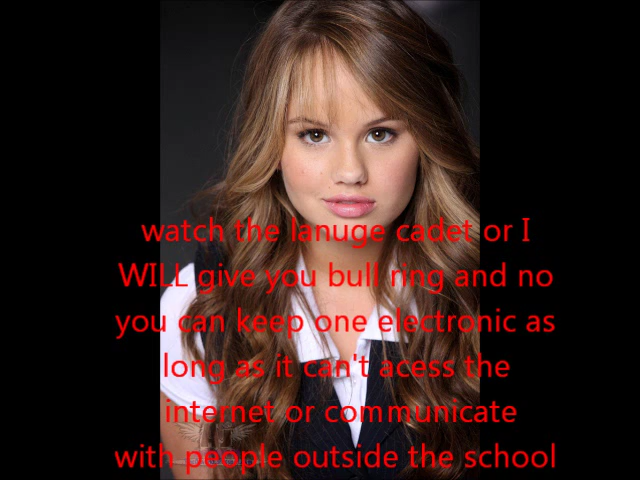 watch the lanuge cadet or I
WILL give you bull ring and no
you can keep one electronic as
long as it can't acess the
internet or communicate
with people outside the school